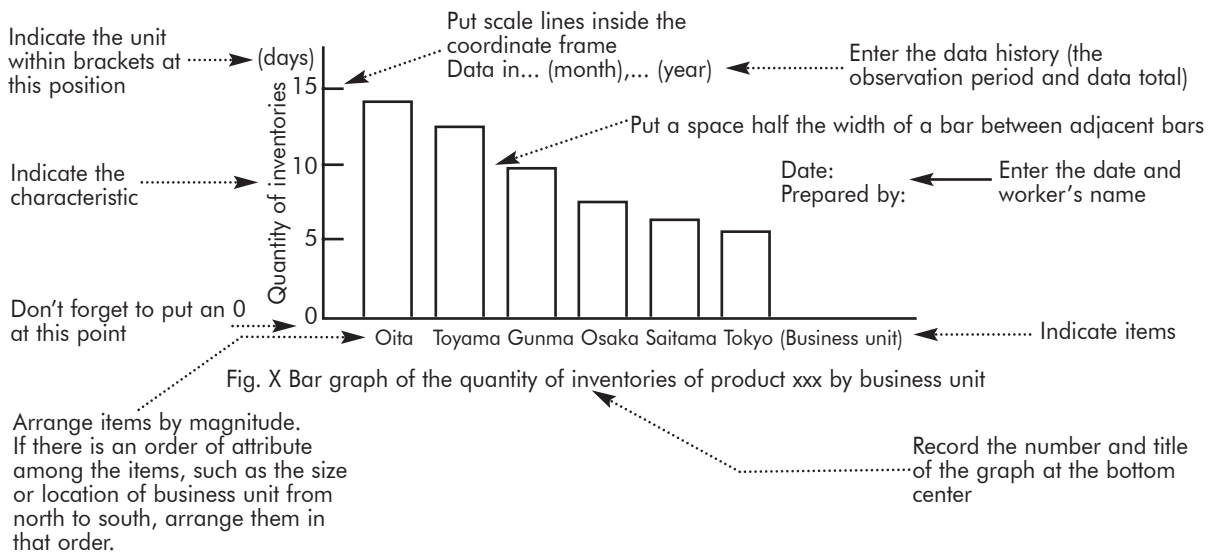 Indicate the unit
within brackets at
this position
(days)
Put scale lines inside the
coordinate frame
Data in... (month),... (year)
Enter the data history (the
observation period and data total)
Put a space half the width of a bar between adjacent bars
Indicate the
characteristic
Quantity of inventories
15
10
5
0
Date:
Prepared by:
Enter the date and
worker's name
Don't forget to put an 0
at this point
Oita Toyama Gunma Osaka Saitama Tokyo (Business unit)
Indicate items
Fig. X Bar graph of the quantity of inventories of product xxx by business unit
Arrange items by magnitude.
If there is an order of attribute
among the items, such as the size
or location of business unit from
north to south, arrange them in
that order.
Record the number and title
of the graph at the bottom
center